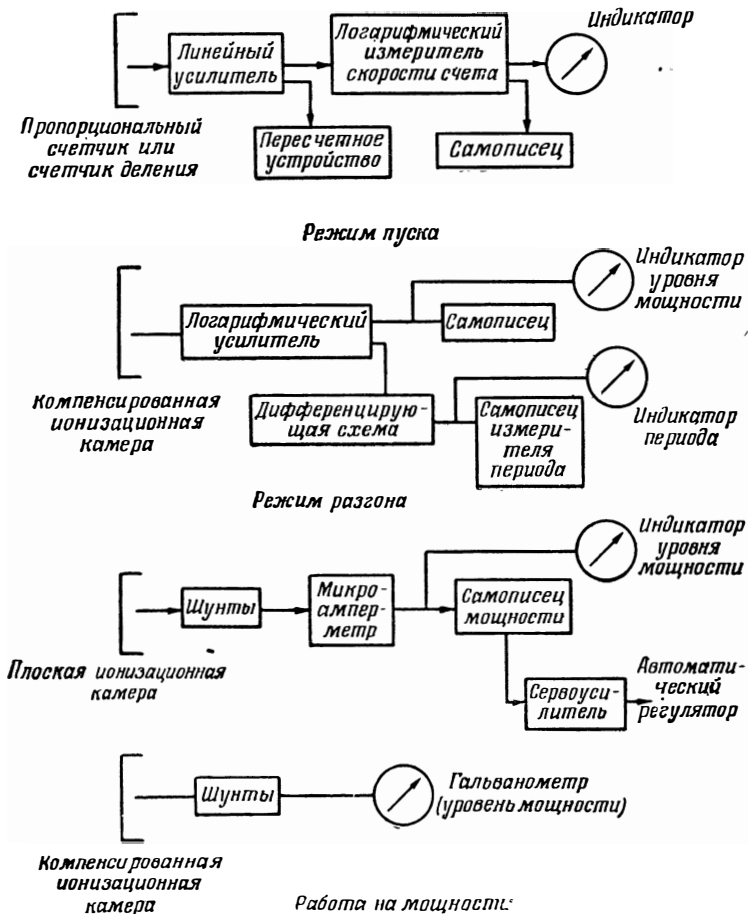 Индикатор
Линейный
усилитель
Логарифмический
измеритель
скорости счета
Пропорциональный
счетчик или
счетчик деления
Пересчетное
устройство
Самописец
Режим пуска
Индикатор
уровня
мощности
Логарифмический
усилитель
Самописец
Компенсированная
ионизационная
камера
Дифференцирую-
щая схема
Самописец
измери-
теля
периода
Индикатор
периода
Режим разгона
Индикатор
уровня
мощности
Шунты
Микро-
ампер-
метр
Самописец
мощности
Плоская ионизационная
камера
Сервоуси-
литель
Автомати-
ческий
регулятор
Шунты
Гальванометр
(уровень мощности)
Компенсированная
ионизационная
камера
Работа на мощности